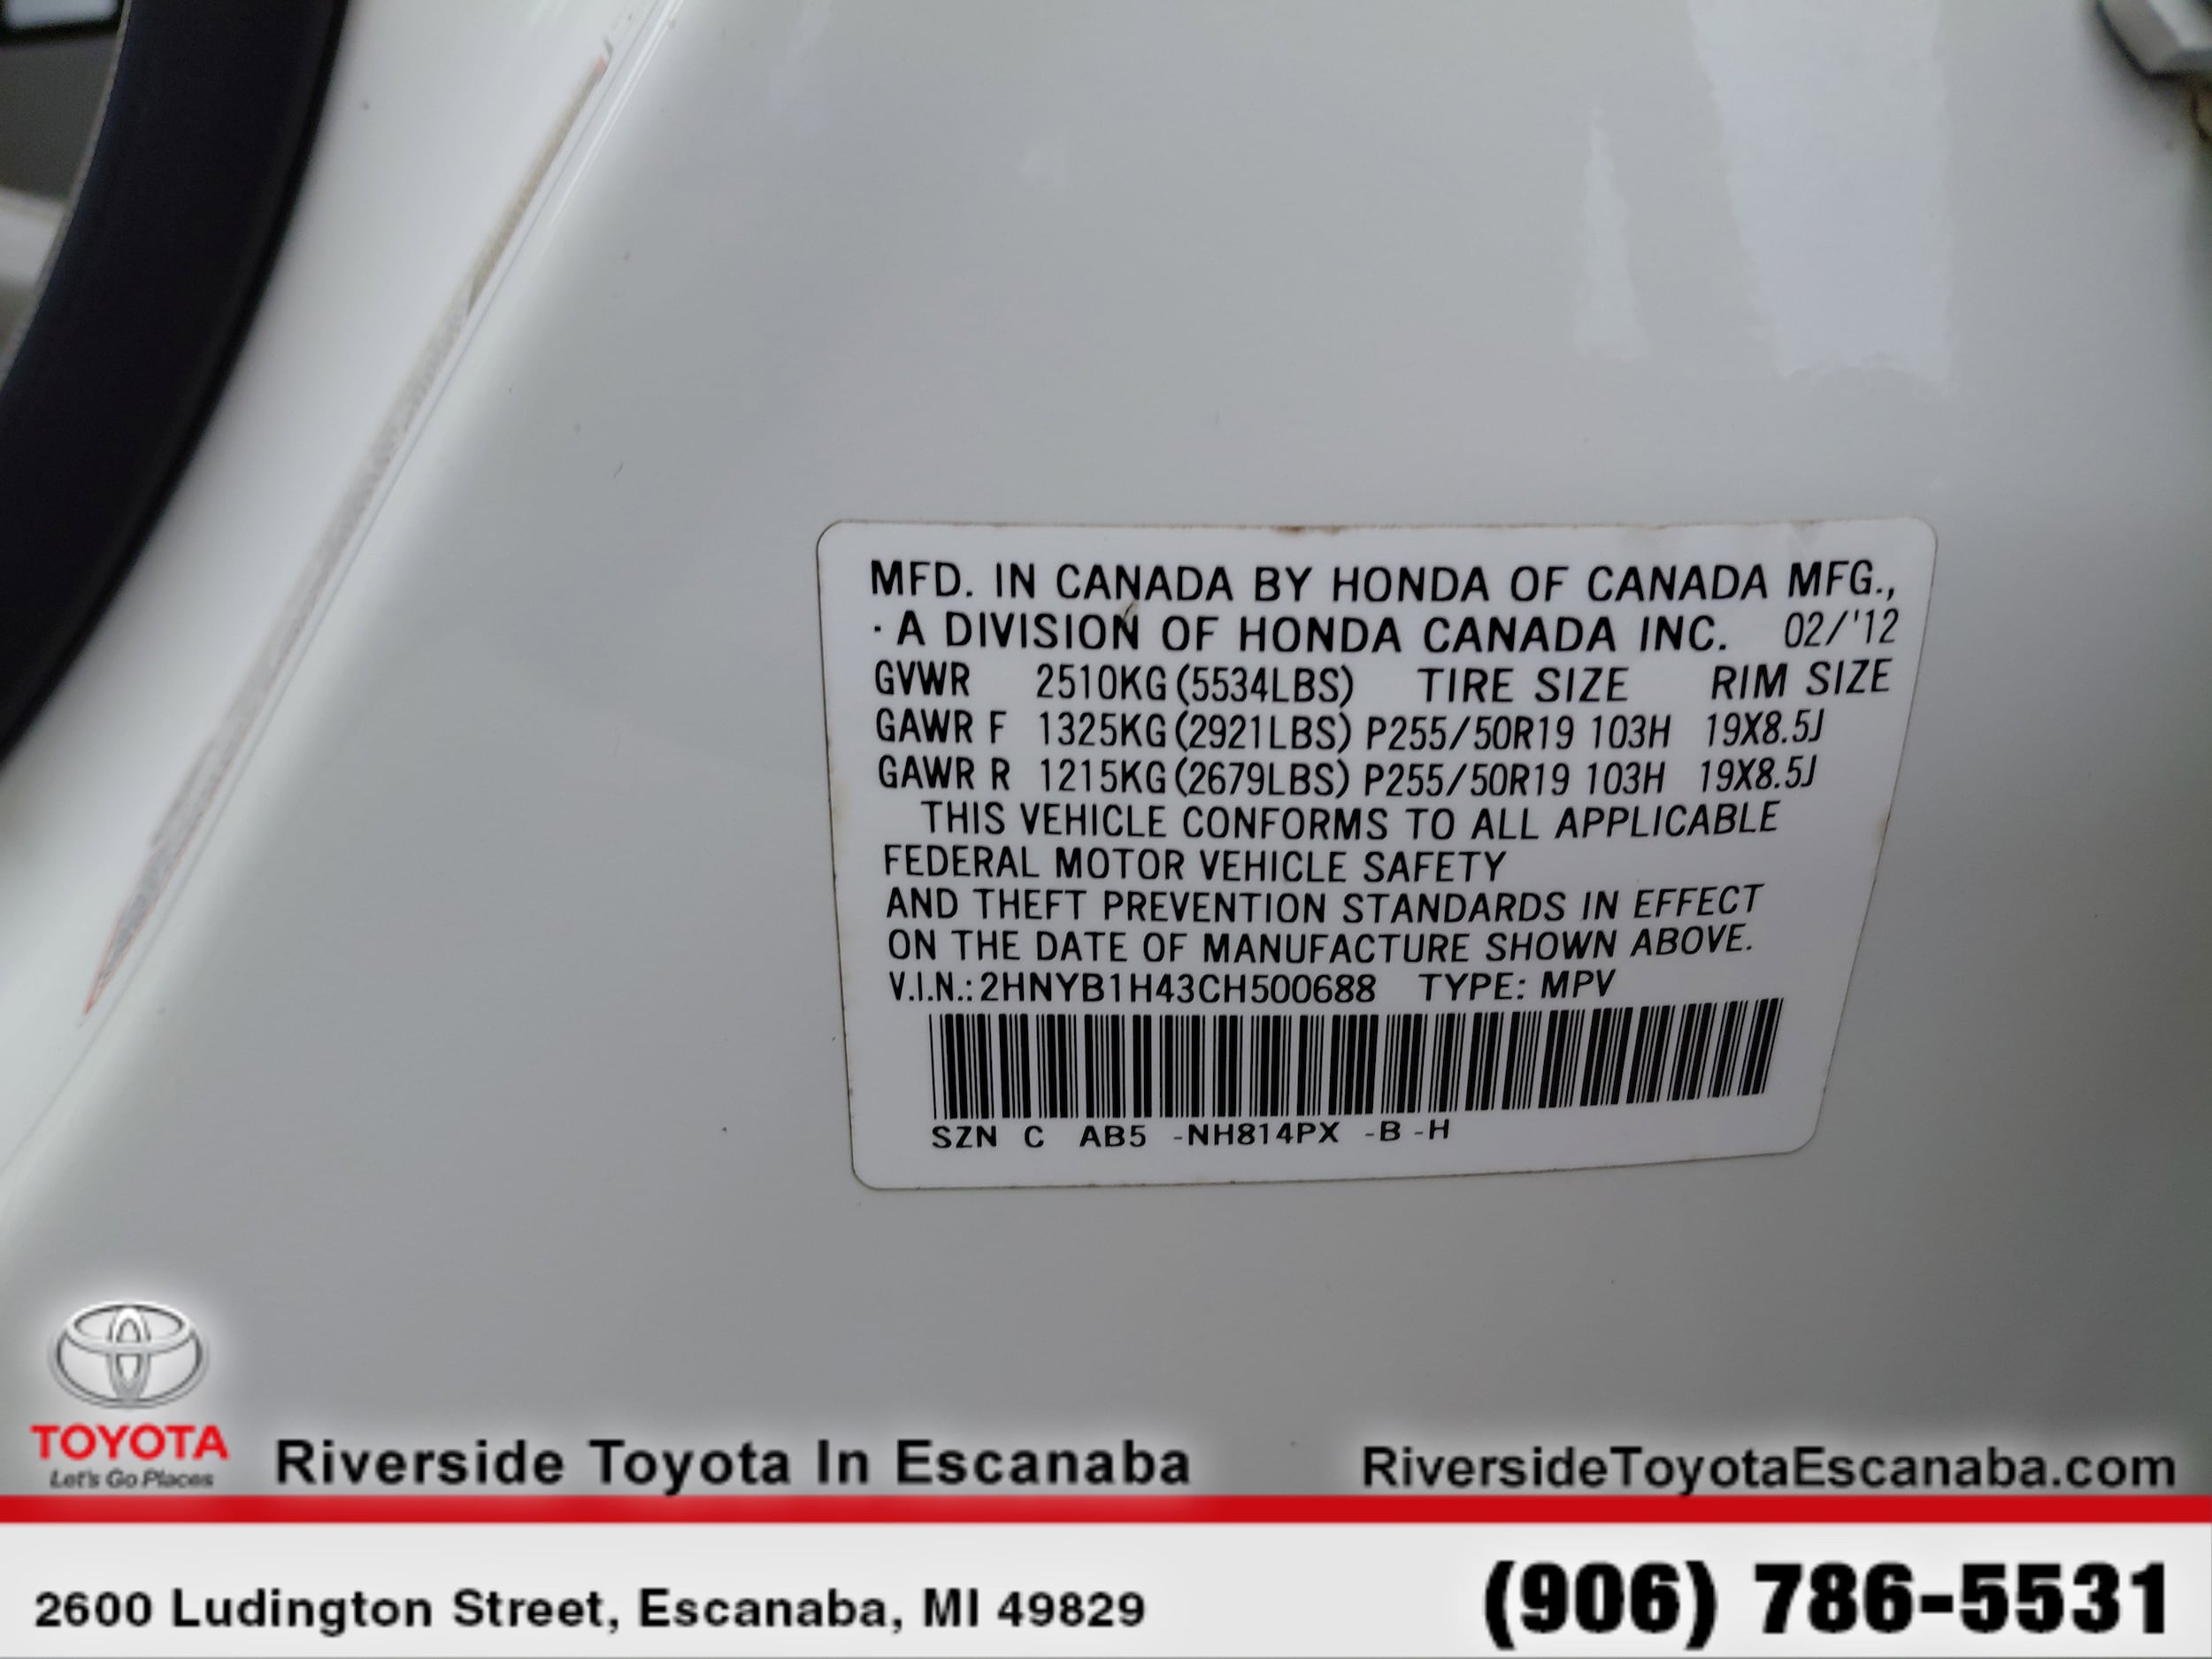 MFD. IN CANADA BY HONDA OF CANADA MFG.,
· A DIVISION OF HONDA CANADA INC. 02/'12
GVWR 2510KG (5534LBS) TIRE SIZE RIM SIZE
GAWR F 1325KG (2921LBS) P255/50R19 103H 19X8.5J
GAWR R 1215KG (2679LBS) P255/50R19 103H 19X8.5J
THIS VEHICLE CONFORMS TO ALL APPLICABLE
FEDERAL MOTOR VEHICLE SAFETY
AND THEFT PREVENTION STANDARDS IN EFFECT
ON THE DATE OF MANUFACTURE SHOWN ABOVE.
V.I.N.: 2HNYB1H43CH500688 TYPE: MPV
SZN C AB5 -NH814PX -B -H
TOYOTA
Let's Go Places
Riverside Toyota In Escanaba
RiversideToyotaEscanaba.com
2600 Ludington Street, Escanaba, MI 49829
(906) 786-5531